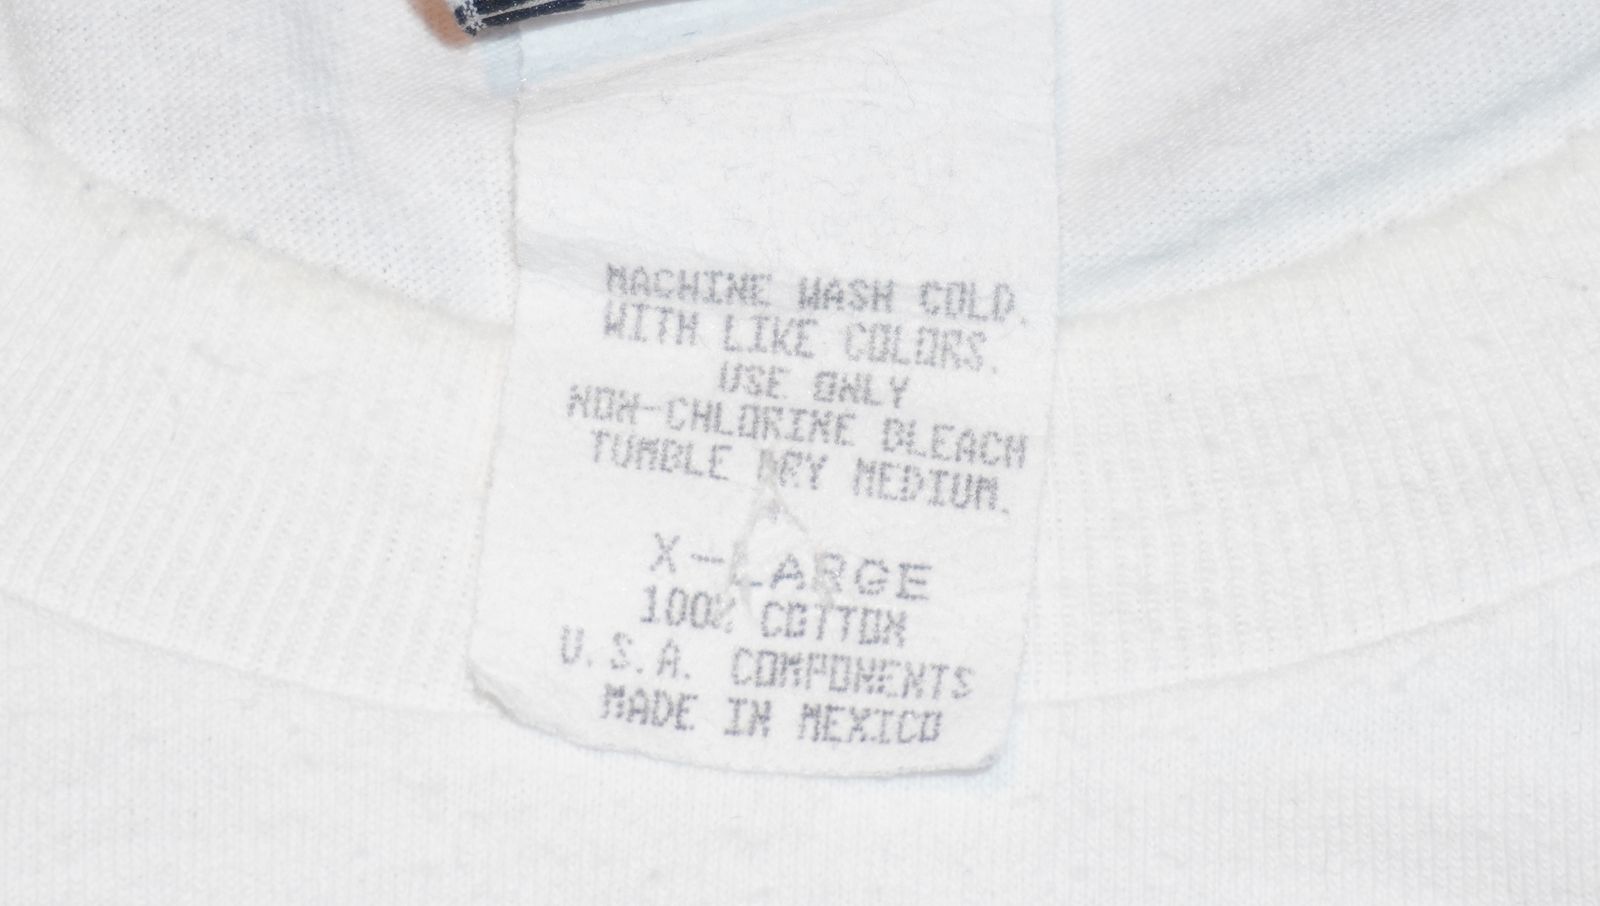 MACHINE WASH COLD.
WITH LIKE COLORS.
USE ONLY
NON-CHLORINE BLEACH
TUMBLE DRY MEDIUM.
X-LARGE
100% COTTON
U.S.A. COMPONENTS
MADE IN MEXICO